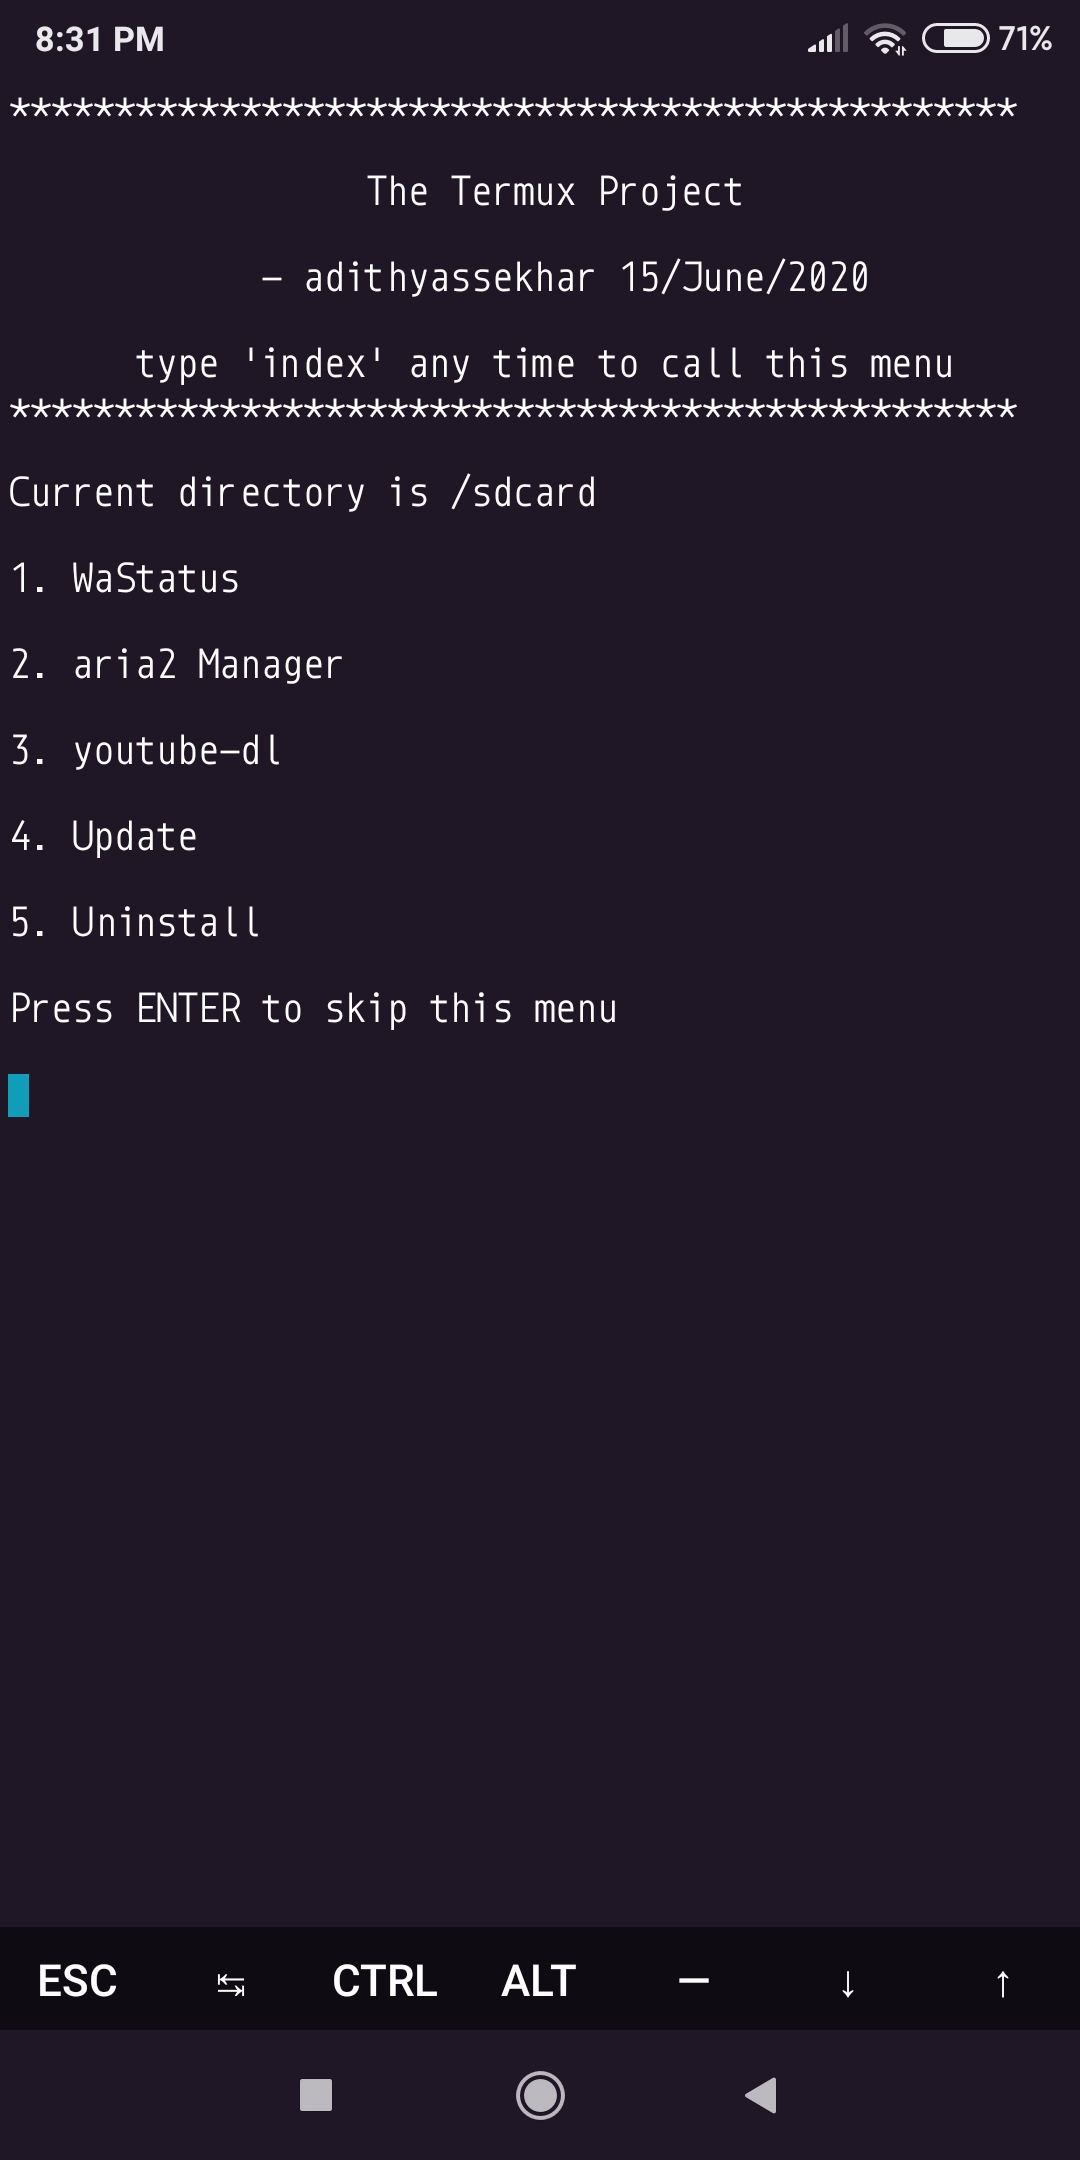 8:31 PM 71%
************************************************
The Termux Project
- adithyassekhar 15/June/2020
type 'index' any time to call this menu
************************************************
Current directory is /sdcard
1. WaStatus
2. aria2 Manager
3. youtube-dl
4. Update
5. Uninstall
Press ENTER to skip this menu
ESC ↹ CTRL ALT — ↓ ↑